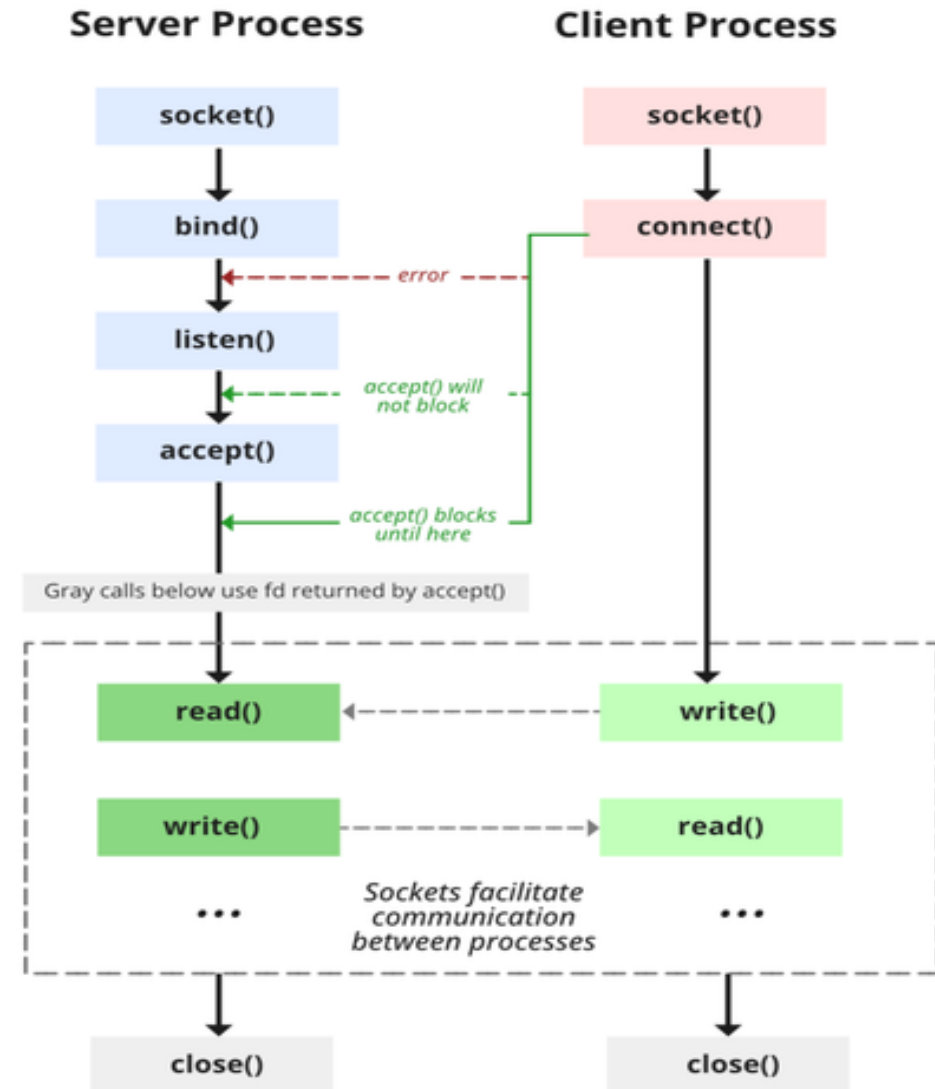 Server Process
Client Process
socket()
socket()
bind()
connect()
error
listen()
accept() will
not block
accept()
accept() blocks
until here
Gray calls below use fd returned by accept()
read()
write()
write()
read()
...
Sockets facilitate
communication
between processes
...
close()
close()